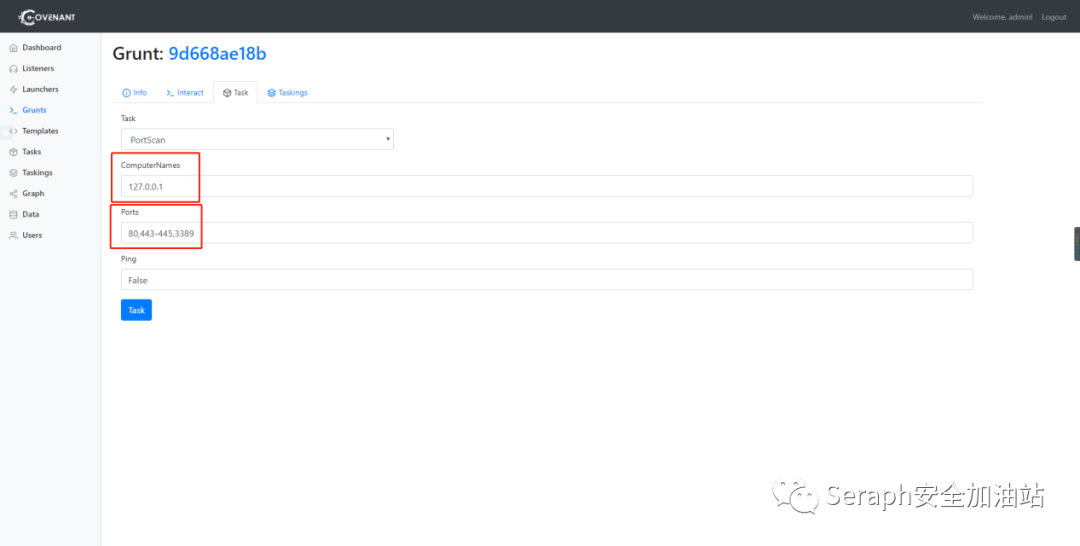 COVENANT
Welcome, admin! Logout
Dashboard
Listeners
Launchers
Grunts
Templates
Tasks
Taskings
Graph
Data
Users
Grunt: 9d668ae18b
Info Interact Task Taskings
Task
PortScan
ComputerNames
127.0.0.1
Ports
80,443-445,3389
Ping
False
Task
Seraph安全加油站